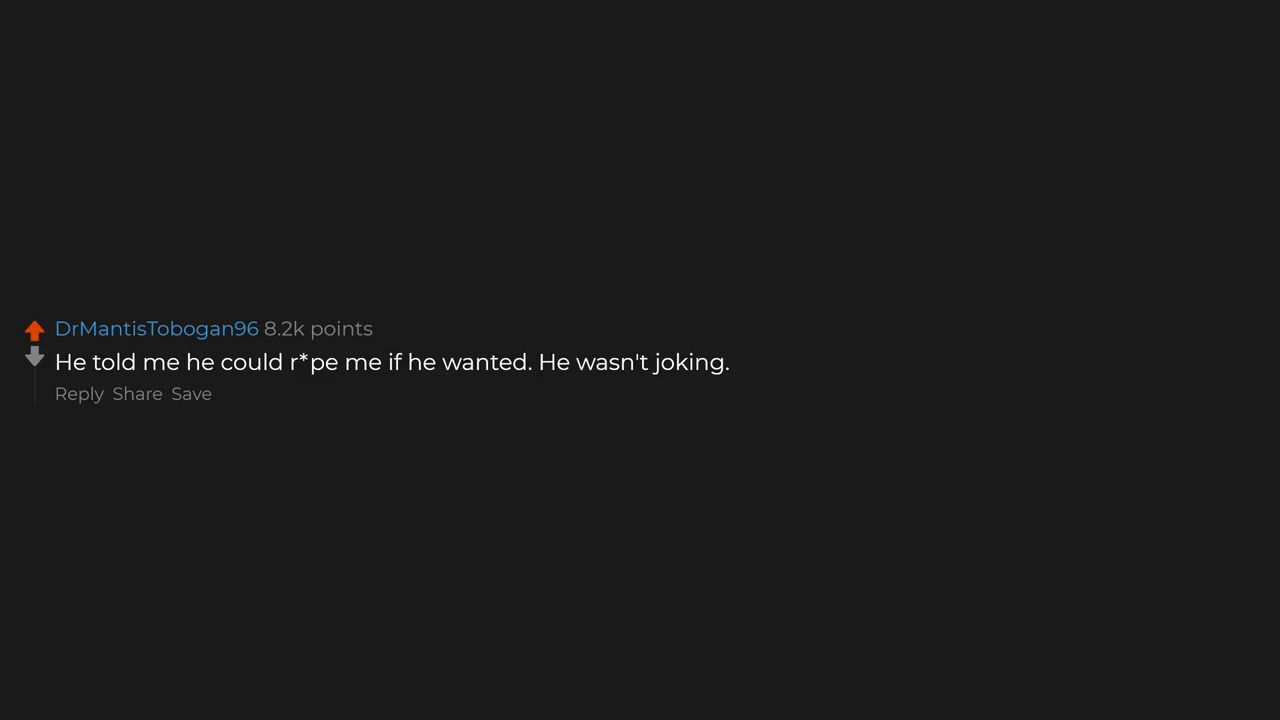 DrMantisTobogan96 8.2k points
He told me he could r*pe me if he wanted. He wasn't joking.
Reply Share Save